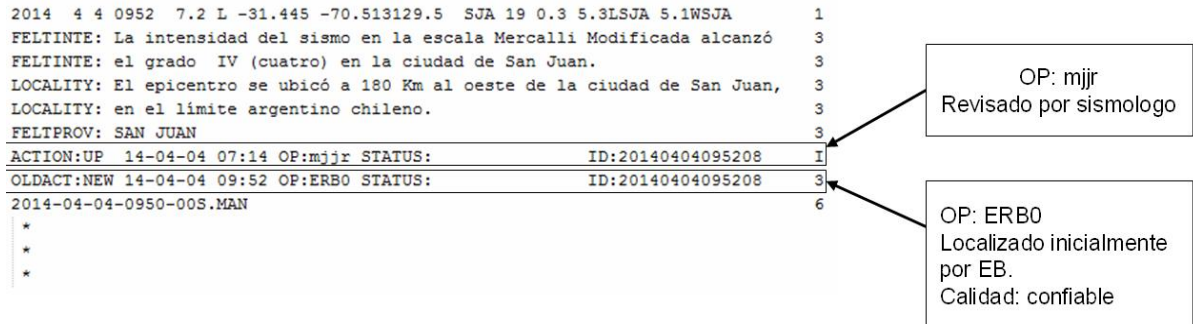 2014  4 4 0952  7.2 L -31.445 -70.513129.5  SJA 19 0.3 5.3LSJA 5.1WSJA        1
FELTINTE: La intensidad del sismo en la escala Mercalli Modificada alcanzó    3
FELTINTE: el grado  IV (cuatro) en la ciudad de San Juan.                     3
LOCALITY: El epicentro se ubicó a 180 Km al oeste de la ciudad de San Juan,   3
LOCALITY: en el límite argentino chileno.                                     3
FELTPROV: SAN JUAN                                                            3
ACTION:UP  14-04-04 07:14 OP:mjjr STATUS:               ID:20140404095208     I
OLDACT:NEW 14-04-04 09:52 OP:ERB0 STATUS:               ID:20140404095208     3
2014-04-04-0950-00S.MAN                                                       6
*
*
*
OP: mjjr
Revisado por sismologo
OP: ERB0
Localizado inicialmente
por EB.
Calidad: confiable